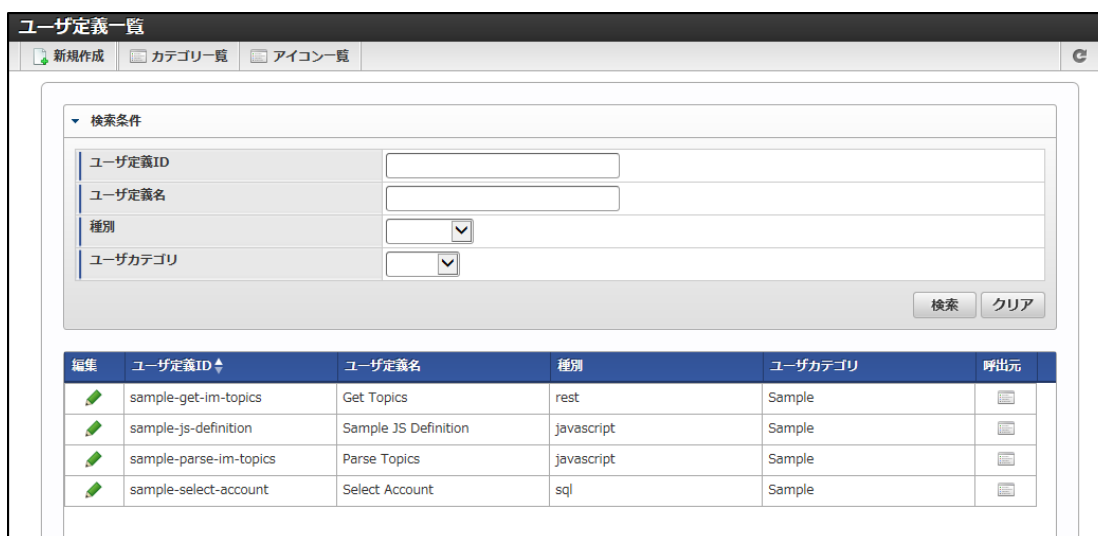 ユーザ定義一覧
新規作成 カテゴリ一覧 アイコン一覧
検索条件
ユーザ定義ID
ユーザ定義名
種別
ユーザカテゴリ
検索 クリア
編集 ユーザ定義ID ユーザ定義名 種別 ユーザカテゴリ 呼出元
sample-get-im-topics Get Topics rest Sample
sample-js-definition Sample JS Definition javascript Sample
sample-parse-im-topics Parse Topics javascript Sample
sample-select-account Select Account sql Sample